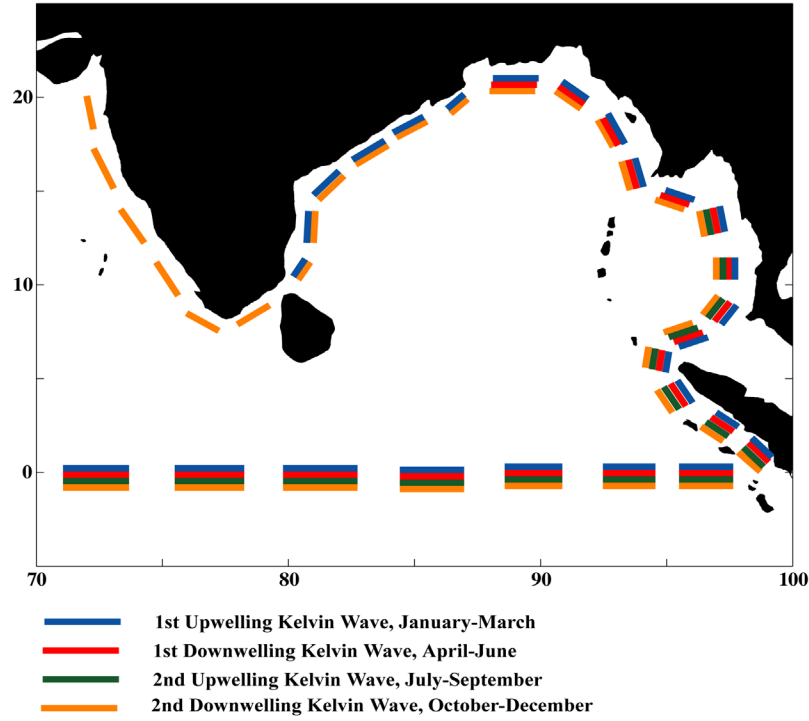 20
10
0
70
80
90
100
1st Upwelling Kelvin Wave, January-March
1st Downwelling Kelvin Wave, April-June
2nd Upwelling Kelvin Wave, July-September
2nd Downwelling Kelvin Wave, October-December